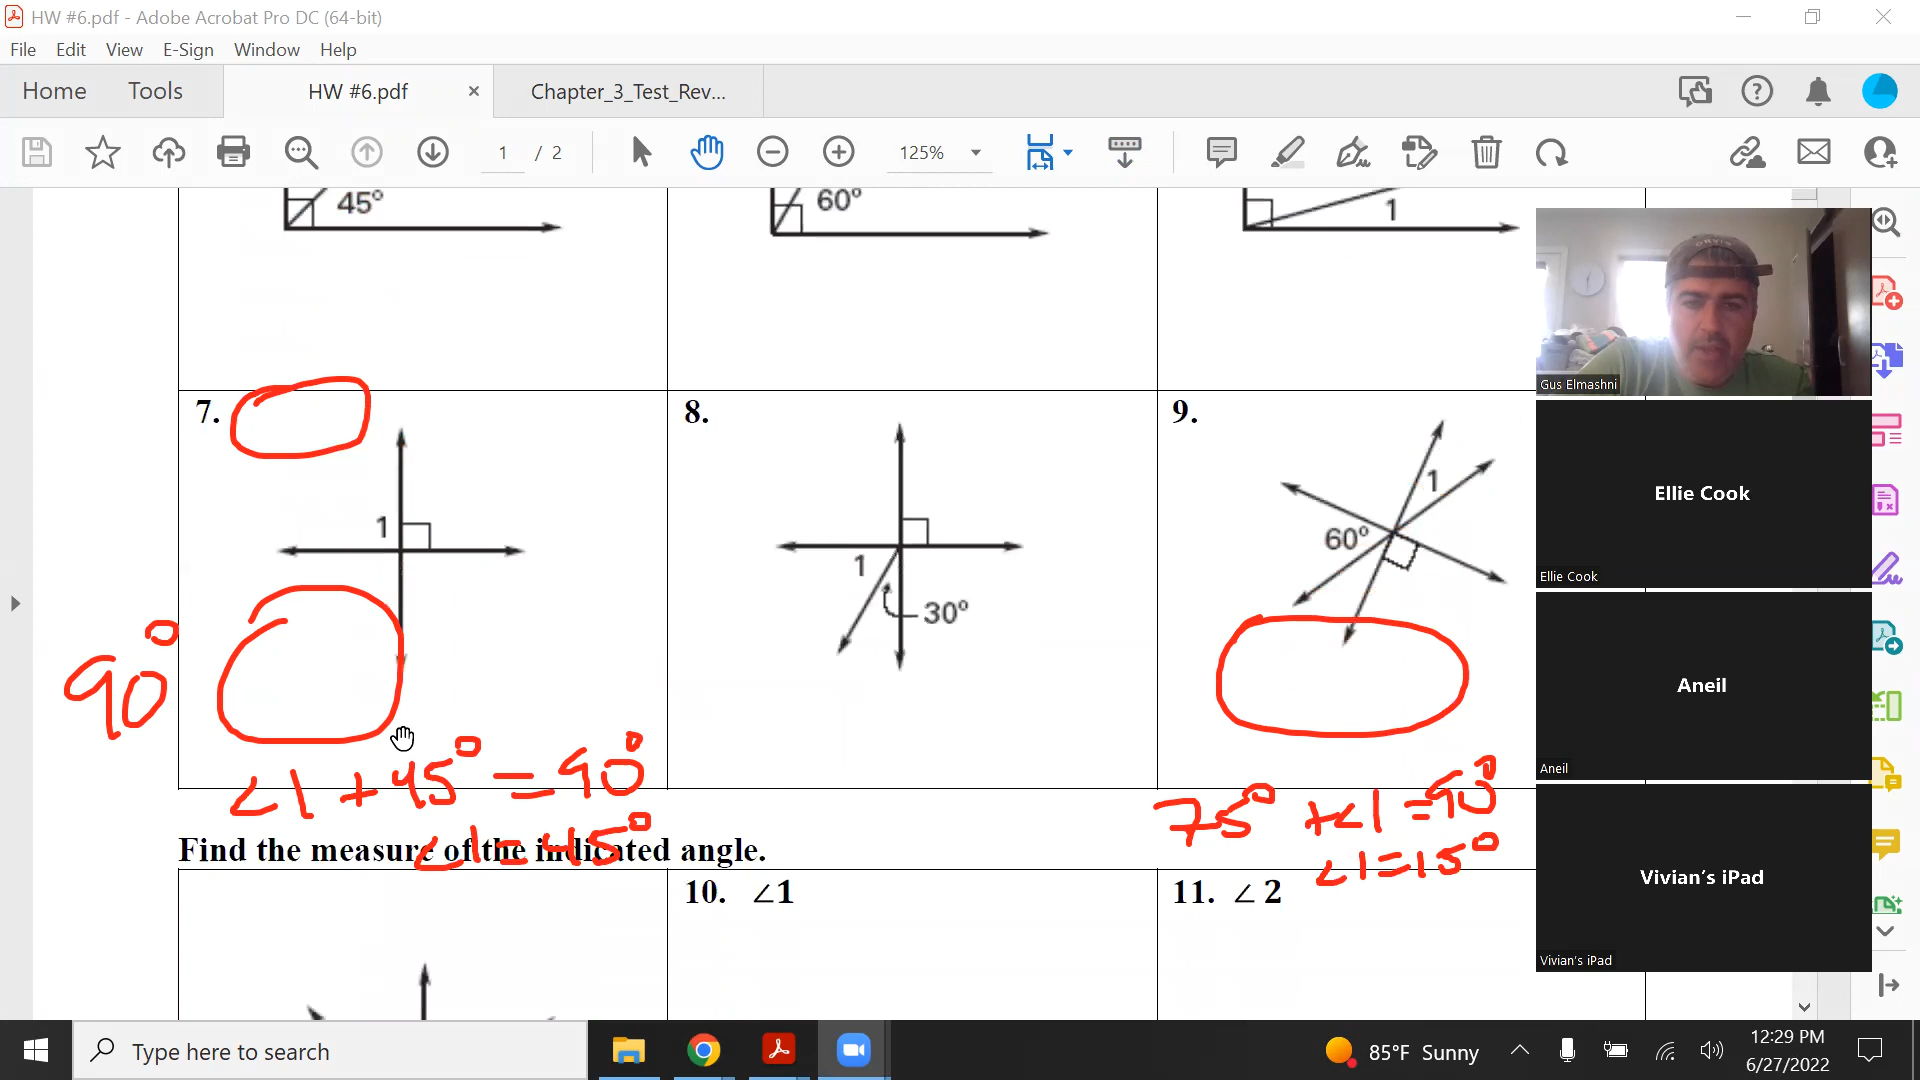 HW #6.pdf - Adobe Acrobat Pro DC (64-bit)
File Edit View E-Sign Window Help
Home Tools HW #6.pdf × Chapter_3_Test_Rev...
1 / 2 125%
45° 60° 1
ORVIS
Gus Elmashni
7. 8. 9.
1
1
30°
1
60°
90°
∠1 + 45° = 90°
∠1 = 45°
75° + ∠1 = 90°
∠1 = 15°
Find the measure of the indicated angle.
10. ∠1 11. ∠ 2
Ellie Cook
Ellie Cook
Aneil
Aneil
Vivian's iPad
Vivian's iPad
Type here to search
85°F Sunny
12:29 PM
6/27/2022